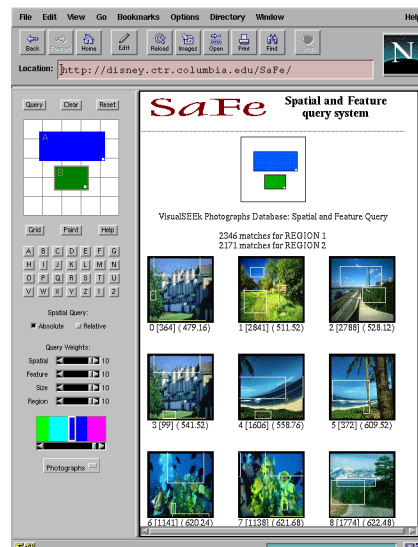 File Edit View Go Bookmarks Options Directory Window Help
Back Forward Home Edit Reload Images Open Print Find Stop
N
Location: http://disney.ctr.columbia.edu/SaFe/
Query Clear Reset
SaFe Spatial and Feature
query system
A
B
VisualSEEk Photographs Database: Spatial and Feature Query
2346 matches for REGION 1
2171 matches for REGION 2
Grid Paint Help
A B C D E F G
H I J K L M N
O P Q R S T U
V W X Y Z 1 2
Spatial Query:
Absolute Relative
Query Weights:
Spatial 10
Feature 10
Size 10
Region 10
Photographs
0 [364] ( 479.16) 1 [2841] ( 511.52) 2 [2788] ( 528.12)
3 [99] ( 541.52) 4 [1606] ( 558.76) 5 [372] ( 609.52)
6 [1141] ( 620.24) 7 [1138] ( 621.68) 8 [1774] ( 622.48)